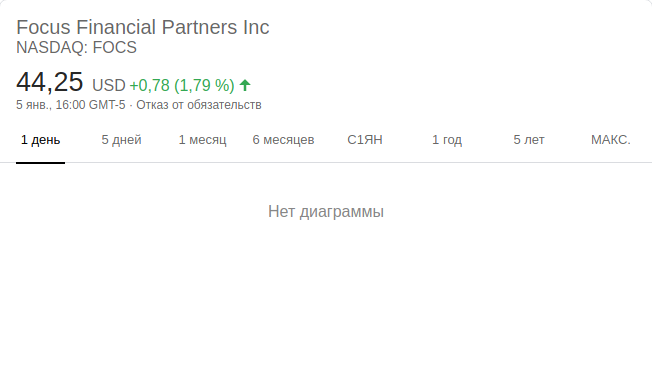 Focus Financial Partners Inc
NASDAQ: FOCS
44,25 USD +0,78 (1,79 %)
5 янв., 16:00 GMT-5 · Отказ от обязательств
1 день 5 дней 1 месяц 6 месяцев С1ЯН 1 год 5 лет МАКС.
Нет диаграммы